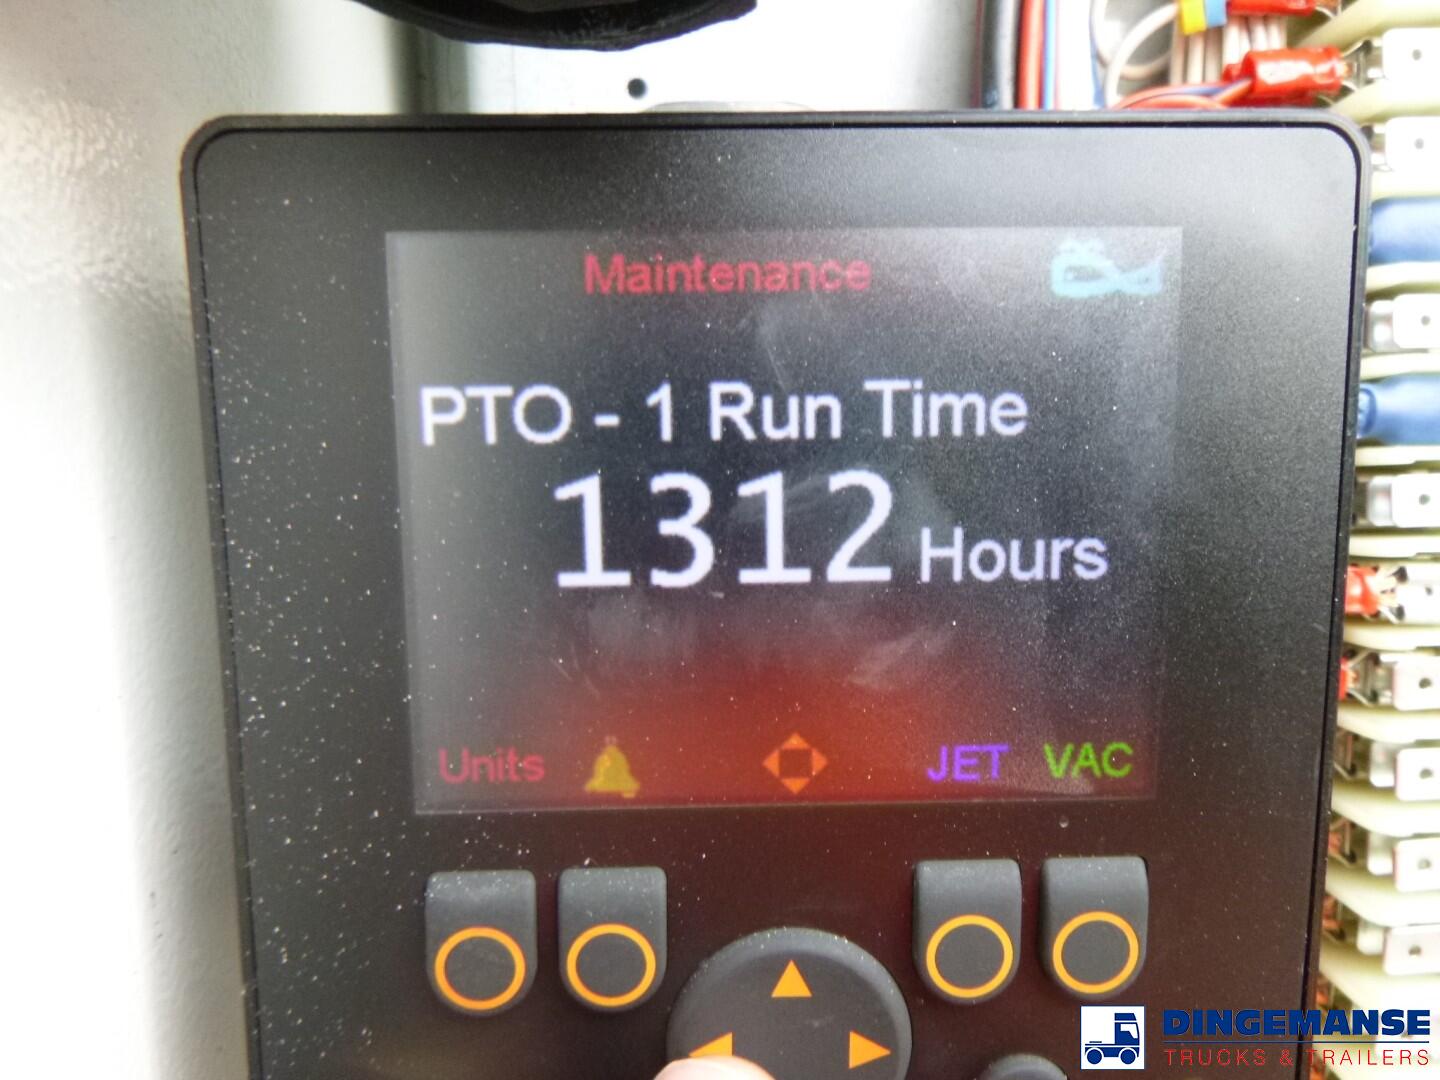 Maintenance
PTO - 1 Run Time
1312 Hours
Units JET VAC
DINGEMANSE
TRUCKS & TRAILERS